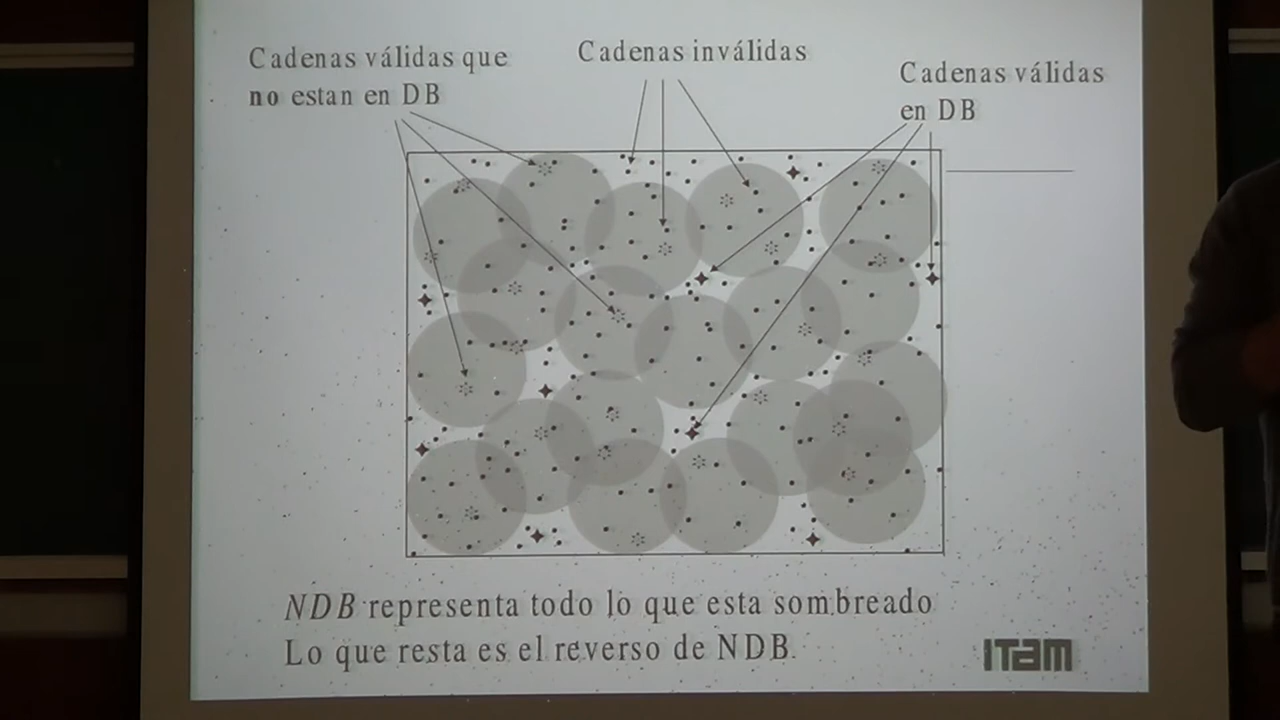 Cadenas válidas que
no estan en DB
Cadenas inválidas
Cadenas válidas
en DB
NDB representa todo lo que esta sombreado
Lo que resta es el reverso de NDB.
ITAM